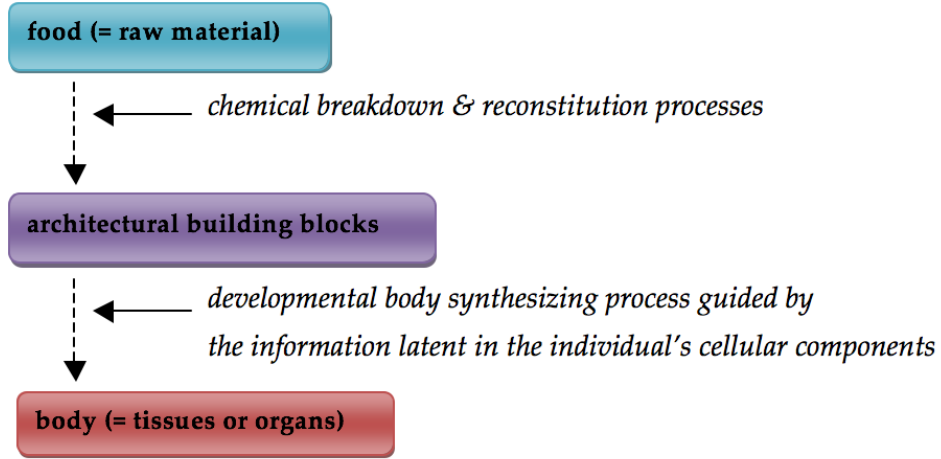 food (= raw material)
chemical breakdown & reconstitution processes
architectural building blocks
developmental body synthesizing process guided by
the information latent in the individual's cellular components
body (= tissues or organs)